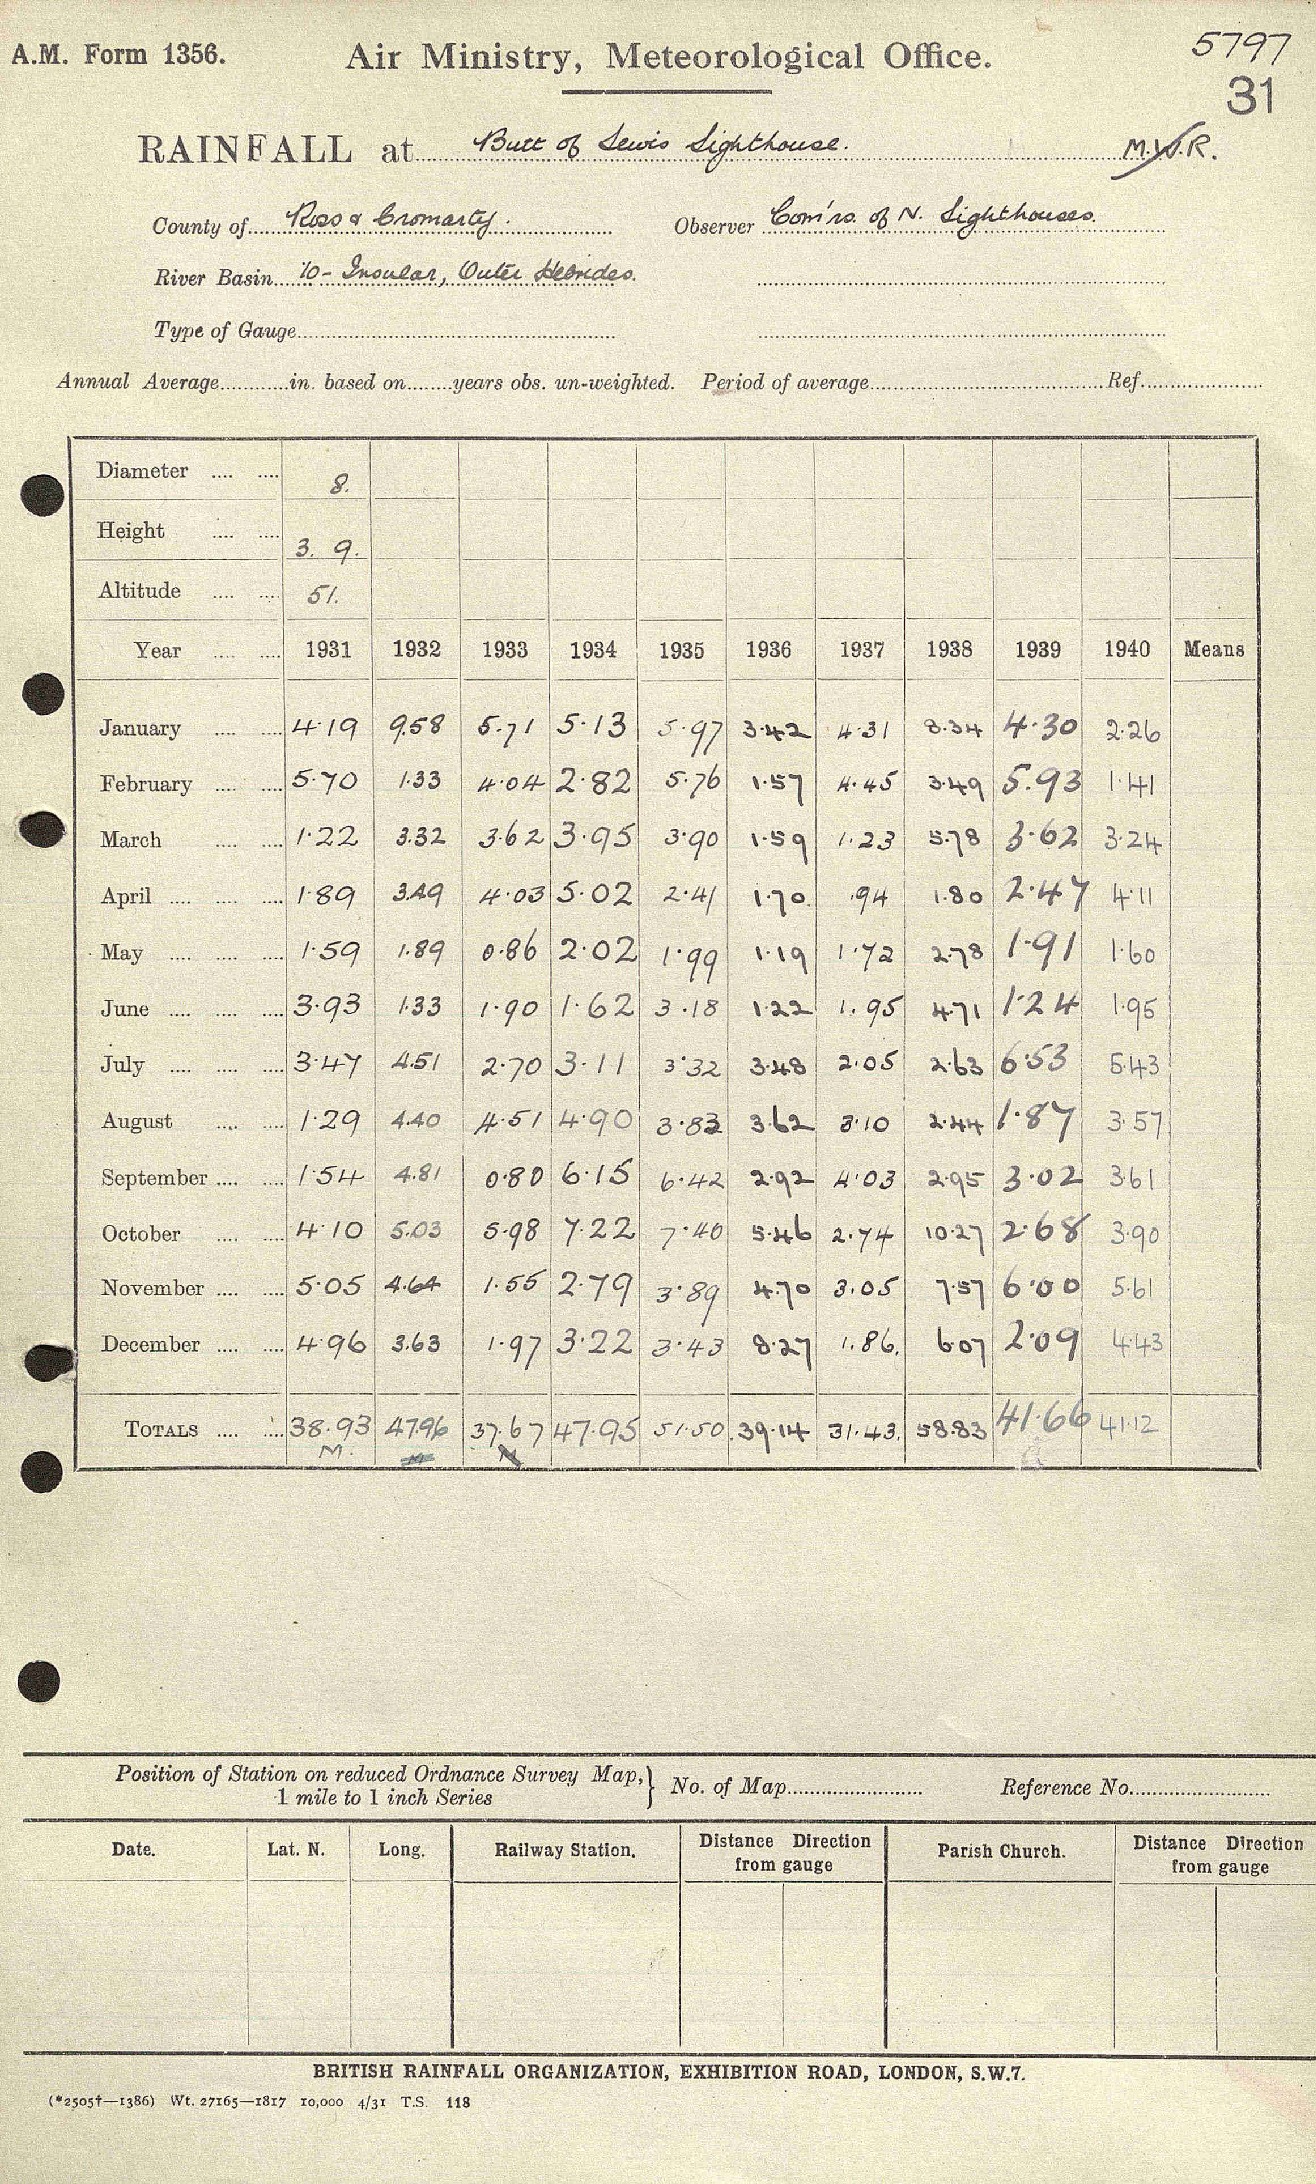 A.M. Form 1356.
Air Ministry, Meteorological Office.
5797
31
RAINFALL at Butt of Lewis Lighthouse.
M.W.R.
County of Ross & Cromarty.
Observer Com'rs. of N. Lighthouses.
River Basin 10 - Insular, Outer Hebrides.
Type of Gauge
Annual Average in. based on years obs. un-weighted. Period of average Ref.
Diameter 8.
Height 3. 9.
Altitude 51.
Year 1931 1932 1933 1934 1935 1936 1937 1938 1939 1940 Means
January 4.19 9.58 5.71 5.13 5.97 3.42 4.31 8.34 4.30 2.26
February 5.70 1.33 4.04 2.82 5.76 1.57 4.45 3.49 5.93 1.41
March 1.22 3.32 3.62 3.95 3.90 1.59 1.23 5.78 3.62 3.24
April 1.89 3.49 4.03 5.02 2.41 1.70 .94 1.80 2.47 4.11
May 1.59 1.89 0.86 2.02 1.99 1.19 1.72 2.78 1.91 1.60
June 3.93 1.33 1.90 1.62 3.18 1.22 1.95 4.71 1.24 1.95
July 3.47 4.51 2.70 3.11 3.32 3.48 2.05 2.63 6.53 5.43
August 1.29 4.40 4.51 4.90 3.83 3.62 3.10 2.44 1.87 3.57
September 1.54 4.81 0.80 6.15 6.42 2.92 4.03 2.95 3.02 3.61
October 4.10 5.03 5.98 7.22 7.40 5.46 2.74 10.27 2.68 3.90
November 5.05 4.64 1.55 2.79 3.89 4.70 3.05 7.57 6.00 5.61
December 4.96 3.63 1.97 3.22 3.43 8.27 1.86. 6.07 2.09 4.43
TOTALS 38.93 47.96 37.67 47.95 51.50 39.14 31.43. 58.83 41.66 41.12
M. M M
Position of Station on reduced Ordnance Survey Map,} No. of Map Reference No.
1 mile to 1 inch Series
Date. Lat. N. Long. Railway Station. Distance Direction Parish Church. Distance Direction
from gauge from gauge
BRITISH RAINFALL ORGANIZATION, EXHIBITION ROAD, LONDON, S.W.7.
(*2505†—1386) Wt. 27165—1817 10,000 4/31 T.S. 118